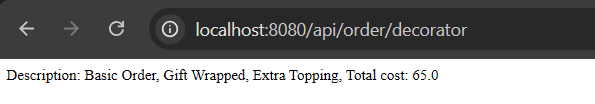 localhost:8080/api/order/decorator
Description: Basic Order, Gift Wrapped, Extra Topping, Total cost: 65.0